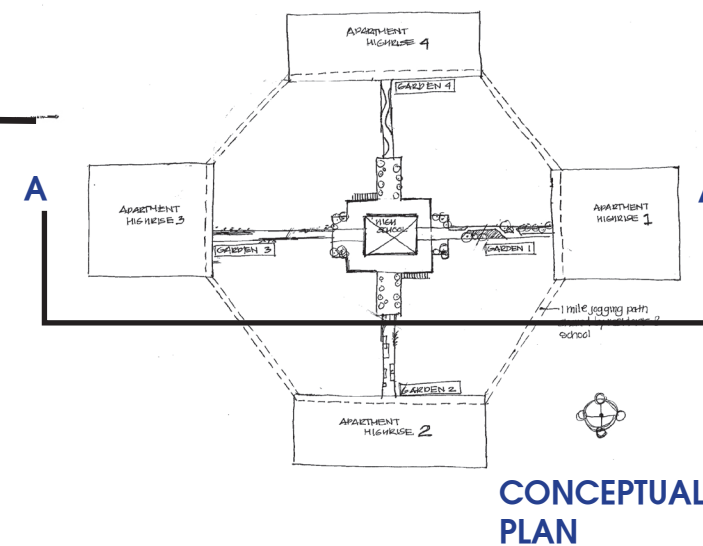 APARTMENT
HIGHRISE 4
GARDEN 4
A
APARTMENT
HIGHRISE 3
HIGH
SCHOOL
APARTMENT
HIGHRISE 1
GARDEN 3
GARDEN 1
1 mile jogging path
school
GARDEN 2
APARTMENT
HIGHRISE 2
CONCEPTUAL
PLAN